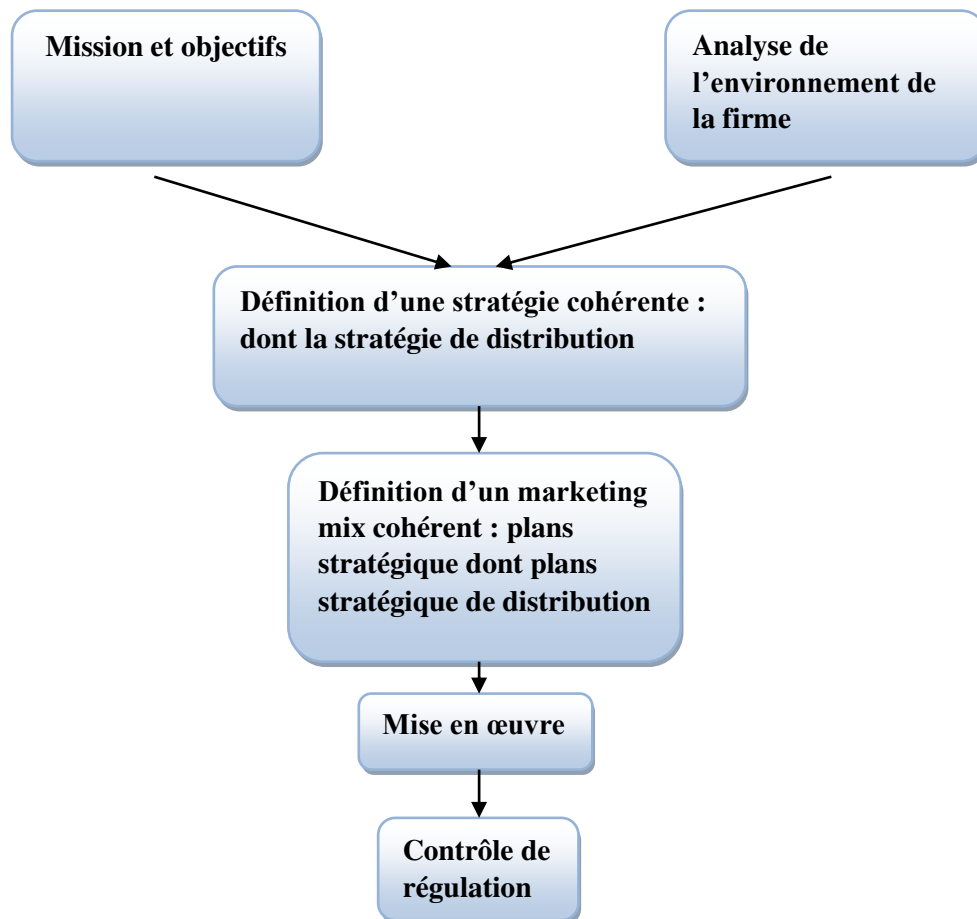 Mission et objectifs
Analyse de
l’environnement de
la firme
Définition d’une stratégie cohérente :
dont la stratégie de distribution
Définition d’un marketing
mix cohérent : plans
stratégique dont plans
stratégique de distribution
Mise en œuvre
Contrôle de
régulation